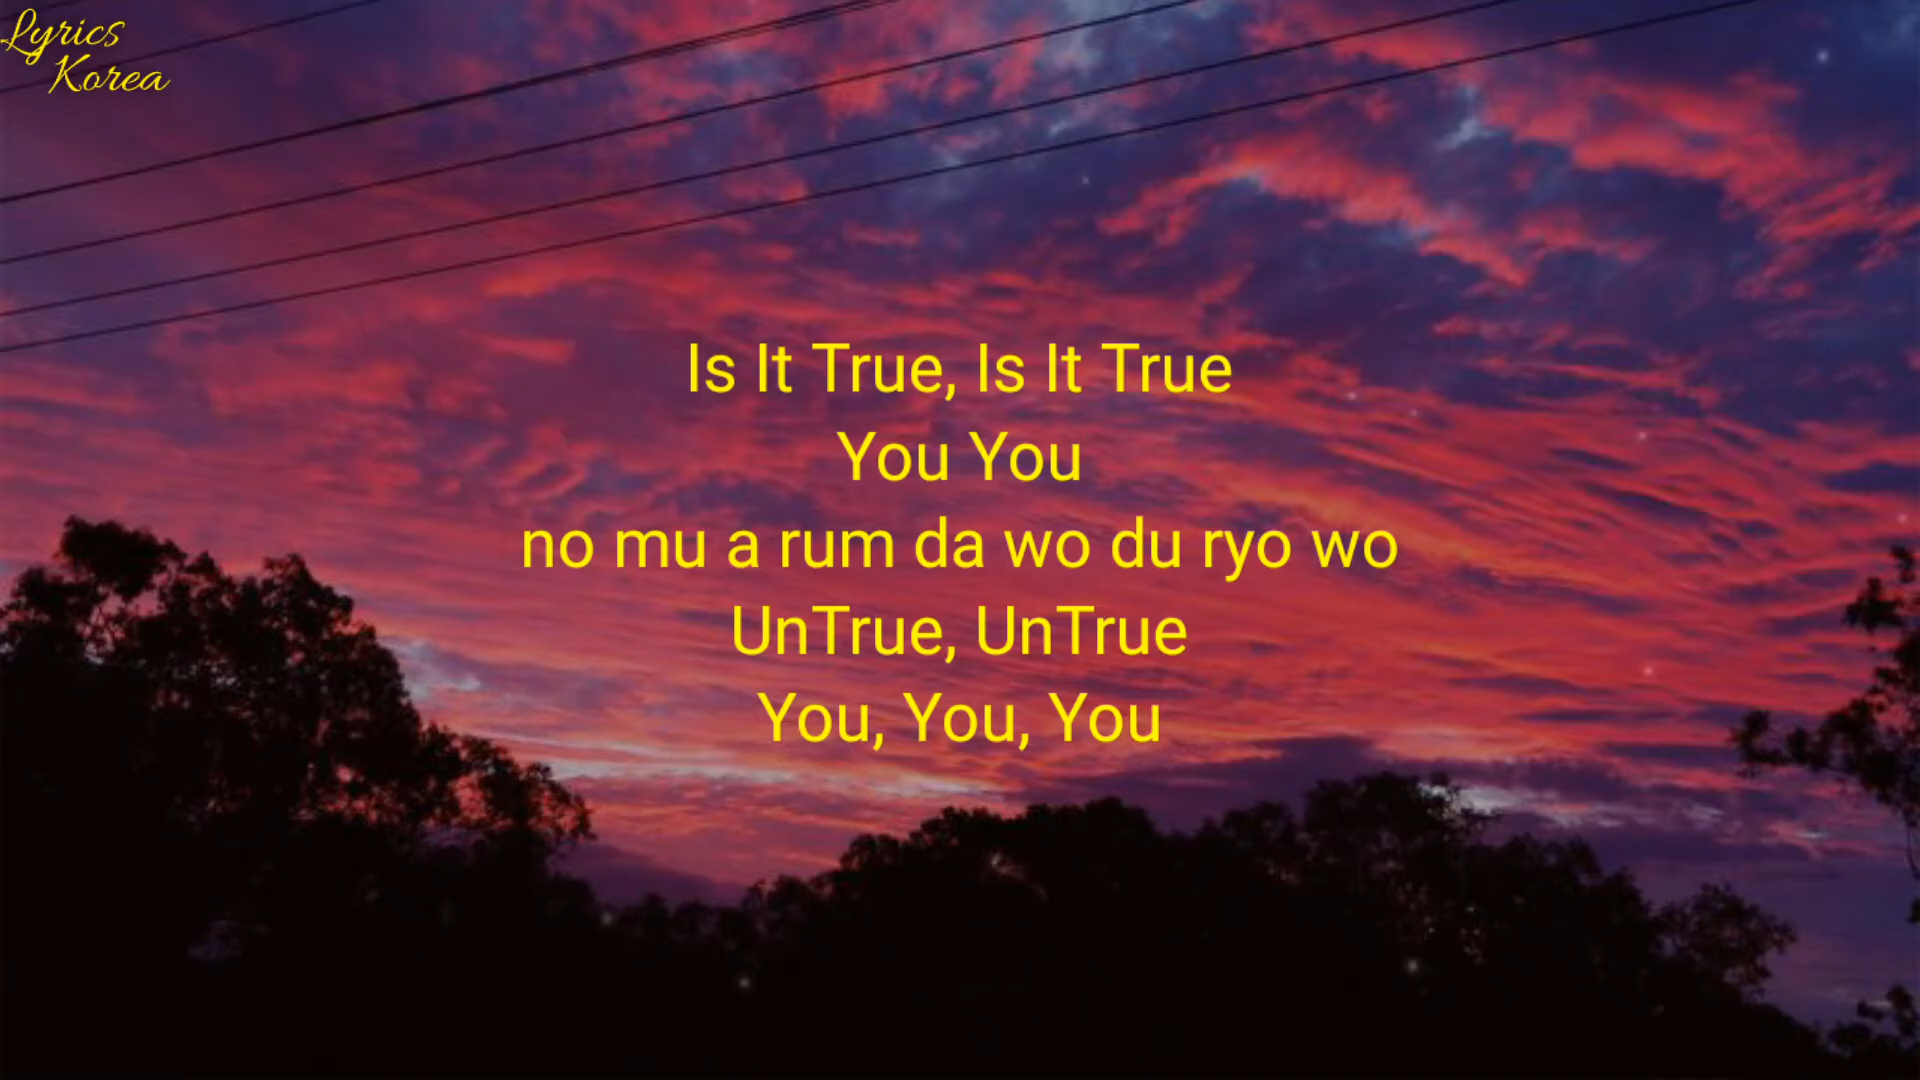 Lyrics
Korea
Is It True, Is It True
You You
no mu a rum da wo du ryo wo
UnTrue, UnTrue
You, You, You